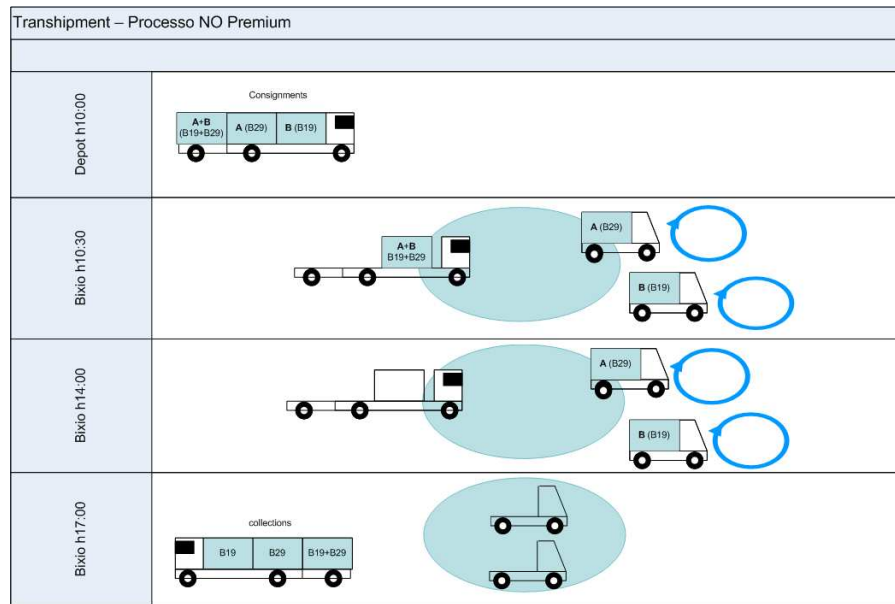 Transhipment – Processo NO Premium
Depot h10:00
Consignments
A+B
(B19+B29)
A (B29)
B (B19)
Bixio h10:30
A+B
B19+B29
A (B29)
B (B19)
Bixio h14:00
A (B29)
B (B19)
Bixio h17:00
collections
B19
B29
B19+B29